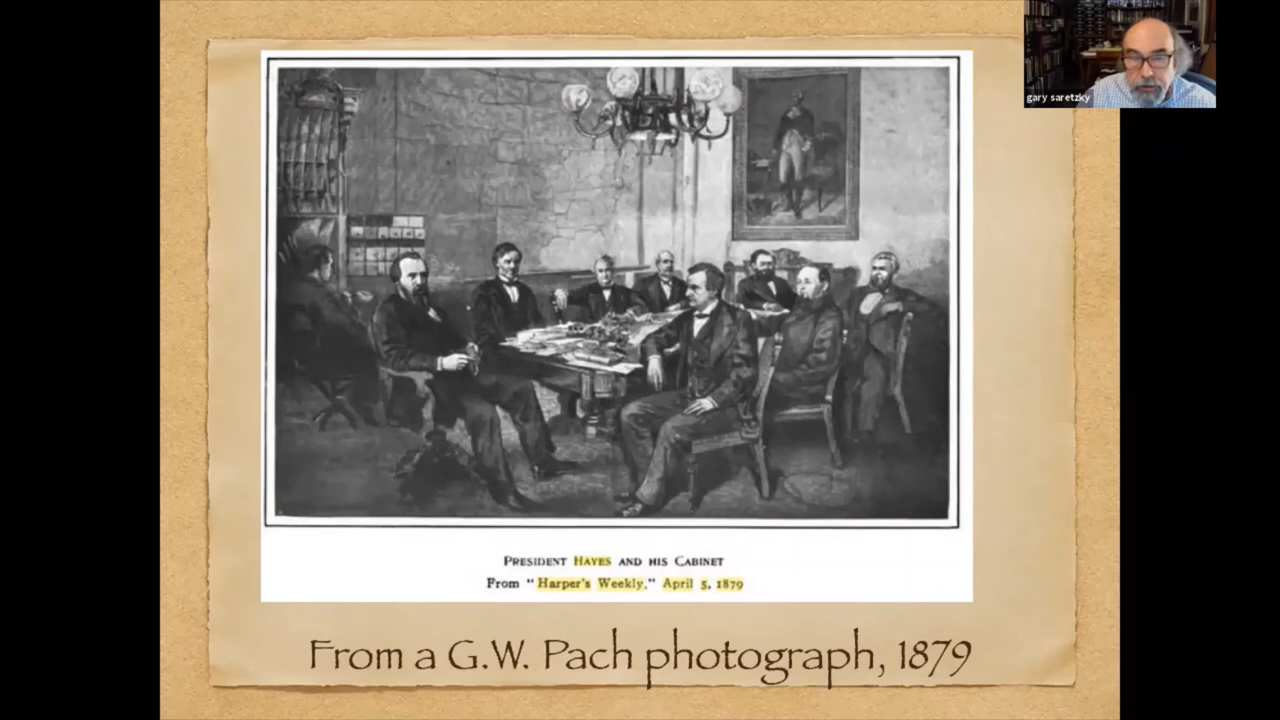 gary saretzky
PRESIDENT HAYES AND HIS CABINET
From "Harper's Weekly," April 5, 1879
From a G.W. Pach photograph, 1879